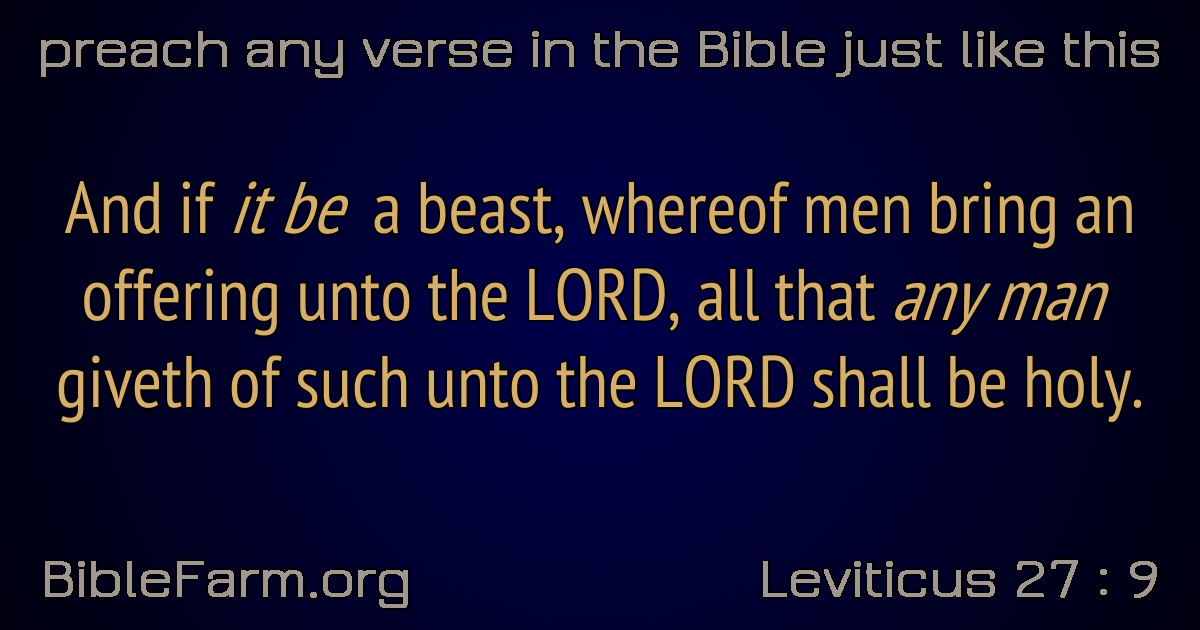 preach any verse in the Bible just like this
And if it be a beast, whereof men bring an
offering unto the LORD, all that any man
giveth of such unto the LORD shall be holy.
BibleFarm.org
Leviticus 27 : 9